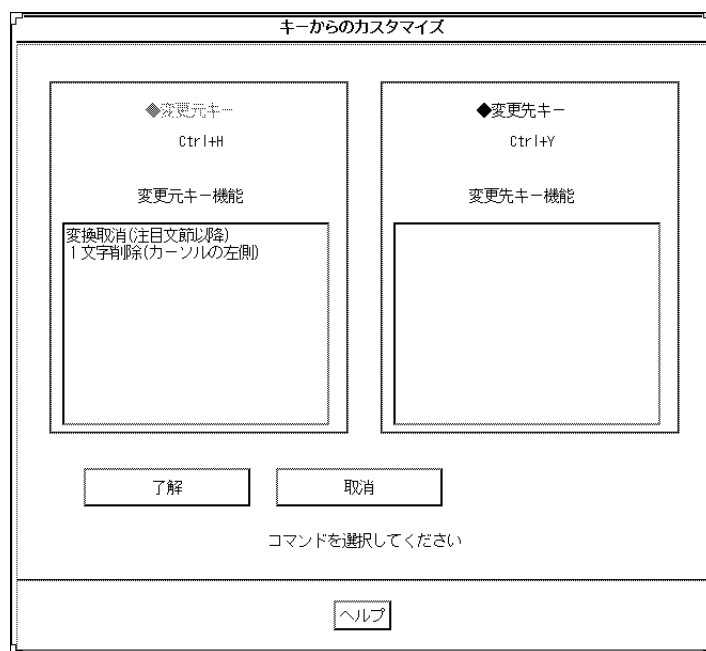 キーからのカスタマイズ
◆変更元キー
Ctrl+H
変更元キー機能
変換取消(注目文節以降)
１文字削除(カーソルの左側)
◆変更先キー
Ctrl+Y
変更先キー機能
了解
取消
コマンドを選択してください
ヘルプ